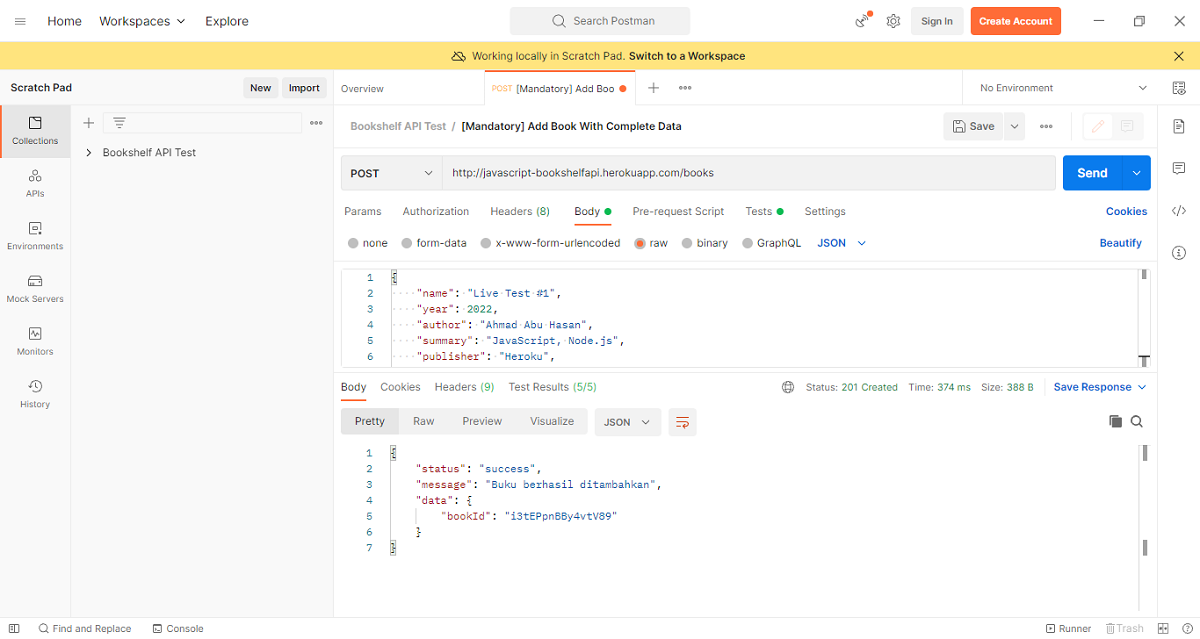 Home Workspaces Explore Search Postman Sign In Create Account
Working locally in Scratch Pad. Switch to a Workspace
Scratch Pad New Import Overview POST [Mandatory] Add Boo No Environment
Bookshelf API Test / [Mandatory] Add Book With Complete Data Save
Collections
APIs
Environments
Mock Servers
Monitors
History
Bookshelf API Test
POST http://javascript-bookshelfapi.herokuapp.com/books Send
Params Authorization Headers (8) Body Pre-request Script Tests Settings Cookies
none form-data x-www-form-urlencoded raw binary GraphQL JSON Beautify
1 {
2 "name": "Live Test #1",
3 "year": 2022,
4 "author": "Ahmad Abu Hasan",
5 "summary": "JavaScript, Node.js",
6 "publisher": "Heroku",
Body Cookies Headers (9) Test Results (5/5) Status: 201 Created Time: 374 ms Size: 388 B Save Response
Pretty Raw Preview Visualize JSON
1 {
2 "status": "success",
3 "message": "Buku berhasil ditambahkan",
4 "data": {
5 "bookId": "i3tEPpnBBy4vtV89"
6 }
7 }
Find and Replace Console Runner Trash